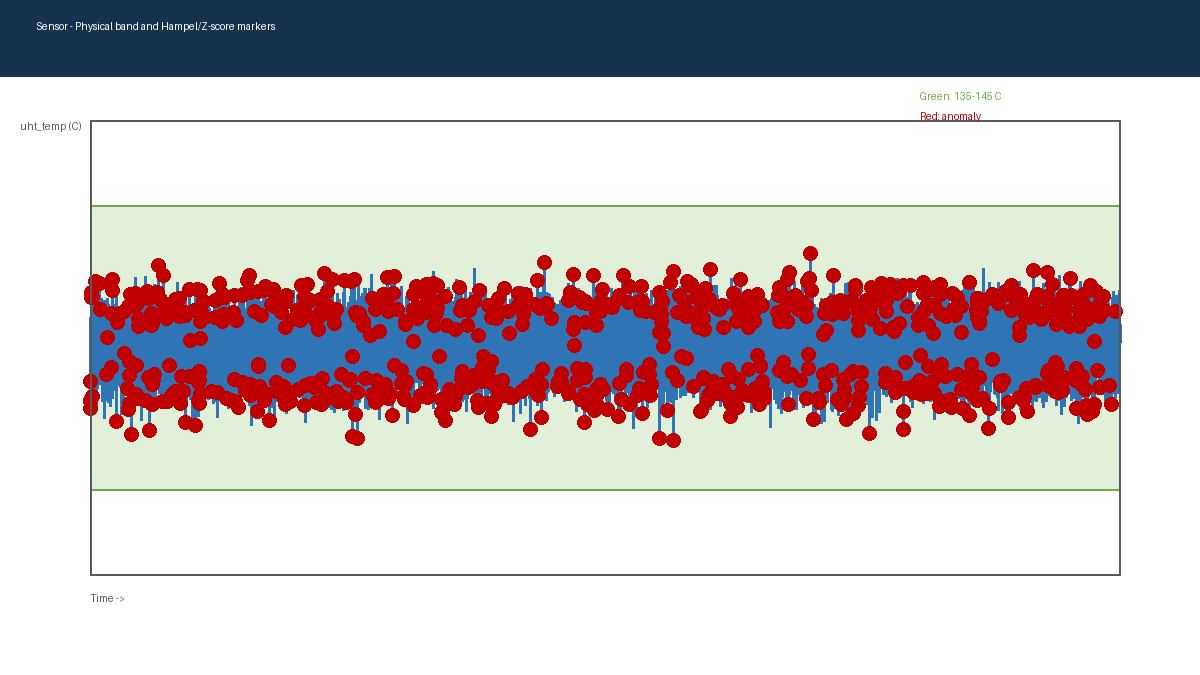 Sensor - Physical band and Hampel/Z-score markers
Green: 135-145 C
Red: anomaly
uht_temp (C)
Time ->